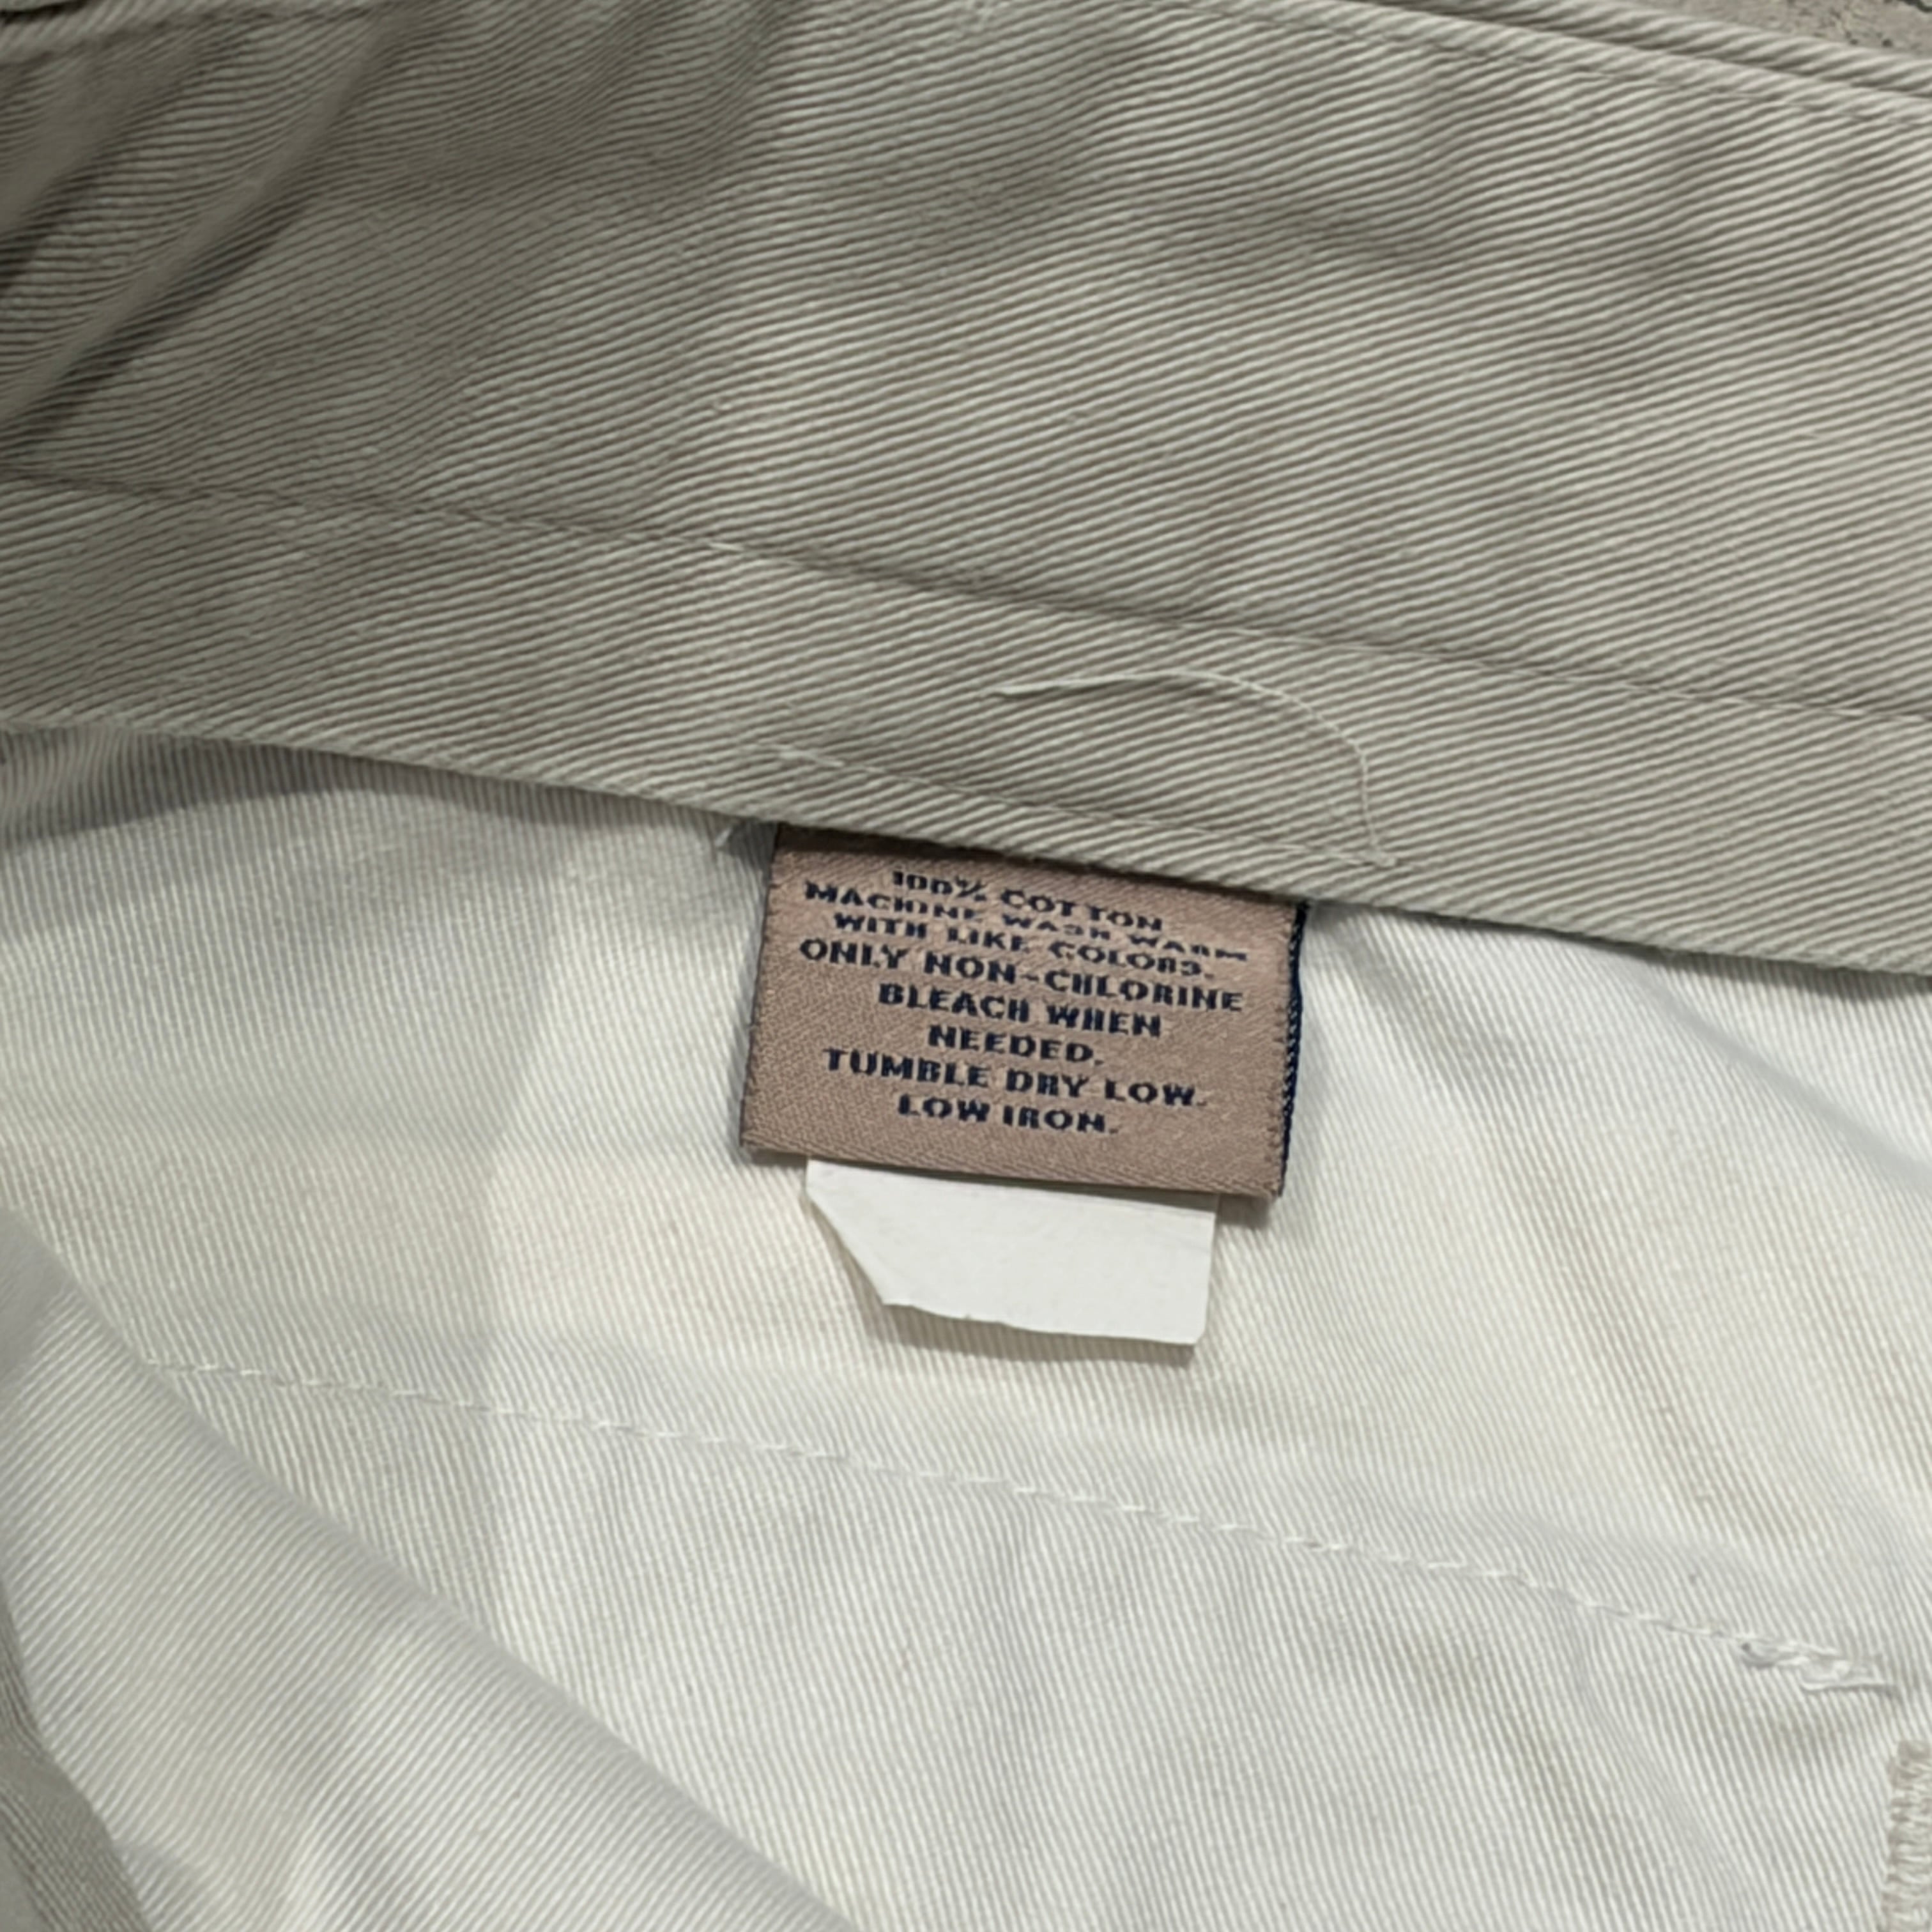 100% COTTON
MACHINE WASH WARM
WITH LIKE COLORS.
ONLY NON-CHLORINE
BLEACH WHEN
NEEDED.
TUMBLE DRY LOW.
LOW IRON.